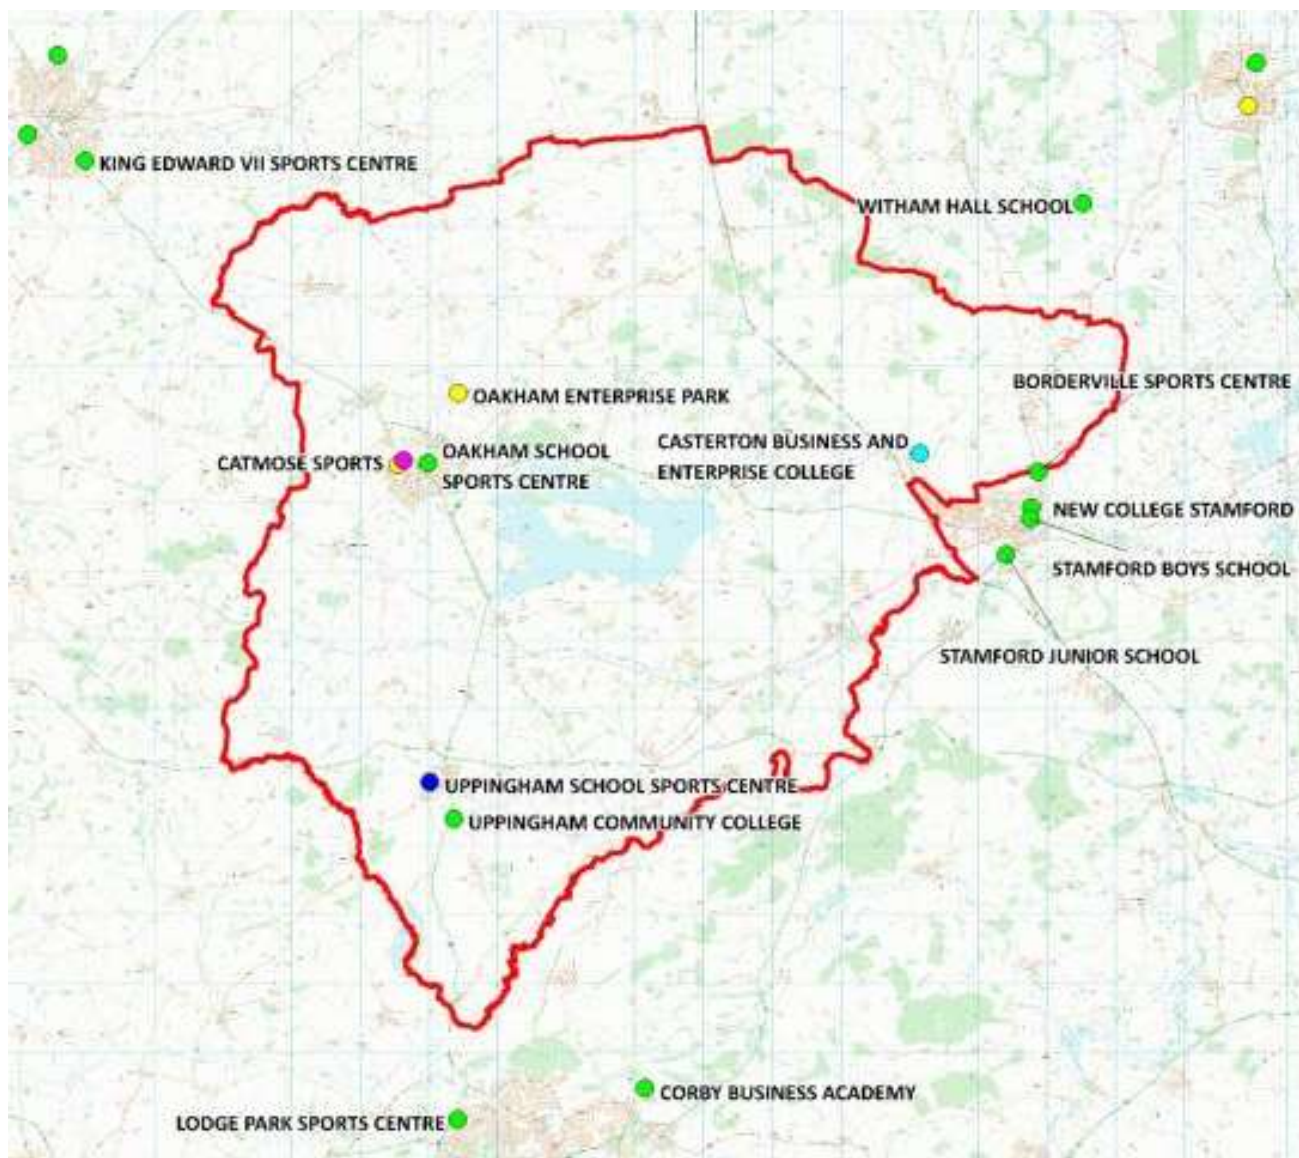 KING EDWARD VII SPORTS CENTRE
WITHAM HALL SCHOOL
BORDERVILLE SPORTS CENTRE
OAKHAM ENTERPRISE PARK
CASTERTON BUSINESS AND
ENTERPRISE COLLEGE
CATMOSE SPORTS
OAKHAM SCHOOL
SPORTS CENTRE
NEW COLLEGE STAMFORD
STAMFORD BOYS SCHOOL
STAMFORD JUNIOR SCHOOL
UPPINGHAM SCHOOL SPORTS CENTRE
UPPINGHAM COMMUNITY COLLEGE
CORBY BUSINESS ACADEMY
LODGE PARK SPORTS CENTRE